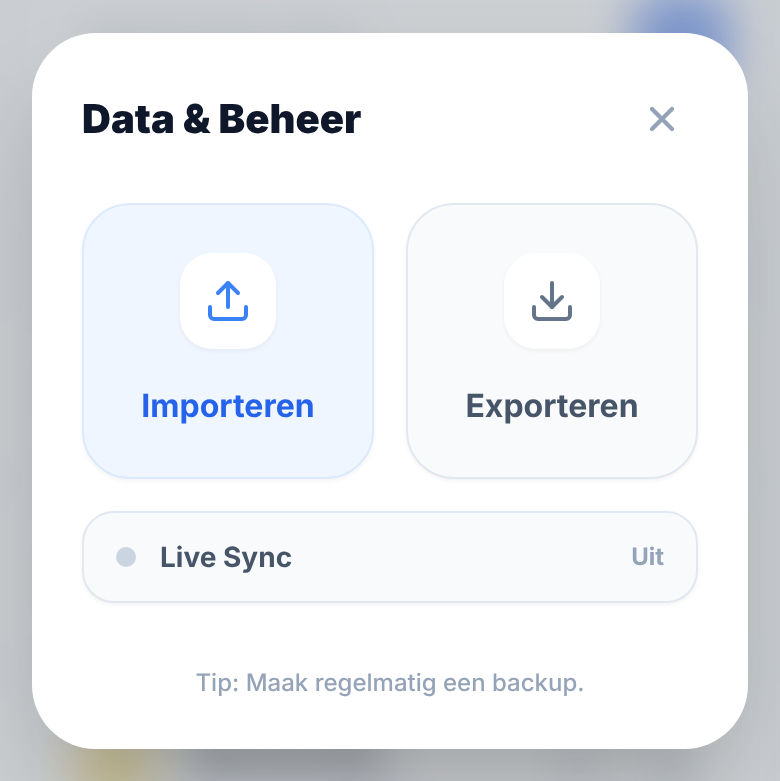 Data & Beheer
Importeren
Exporteren
Live Sync
Uit
Tip: Maak regelmatig een backup.